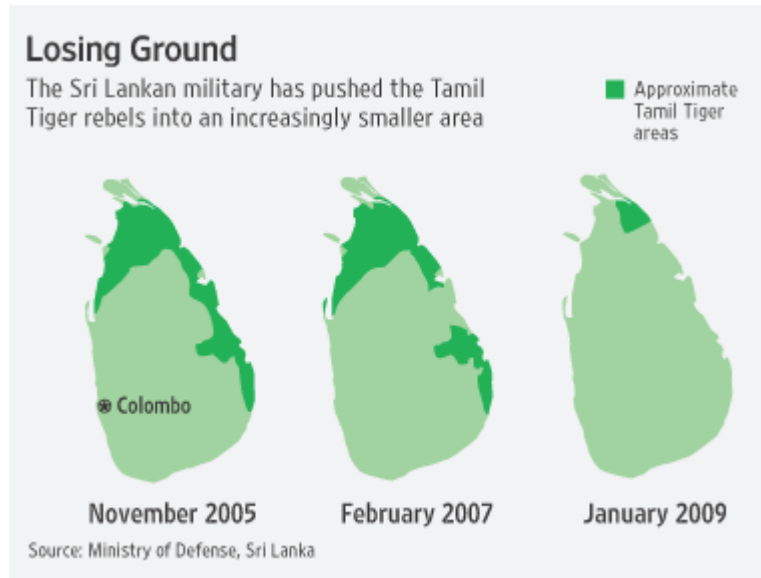 Losing Ground
The Sri Lankan military has pushed the Tamil
Tiger rebels into an increasingly smaller area
Approximate
Tamil Tiger
areas
Colombo
November 2005
February 2007
January 2009
Source: Ministry of Defense, Sri Lanka